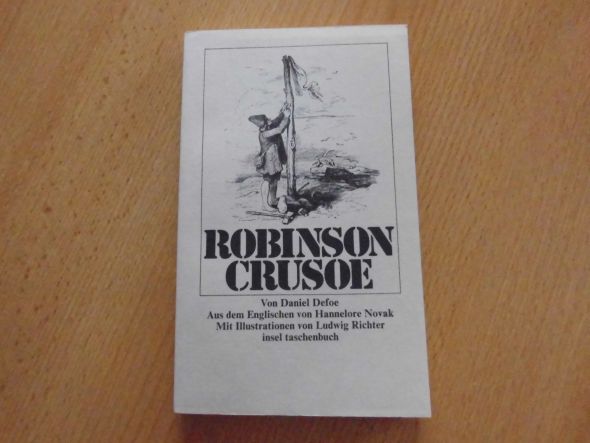 ROBINSON
CRUSOE
Von Daniel Defoe
Aus dem Englischen von Hannelore Novak
Mit Illustrationen von Ludwig Richter
insel taschenbuch